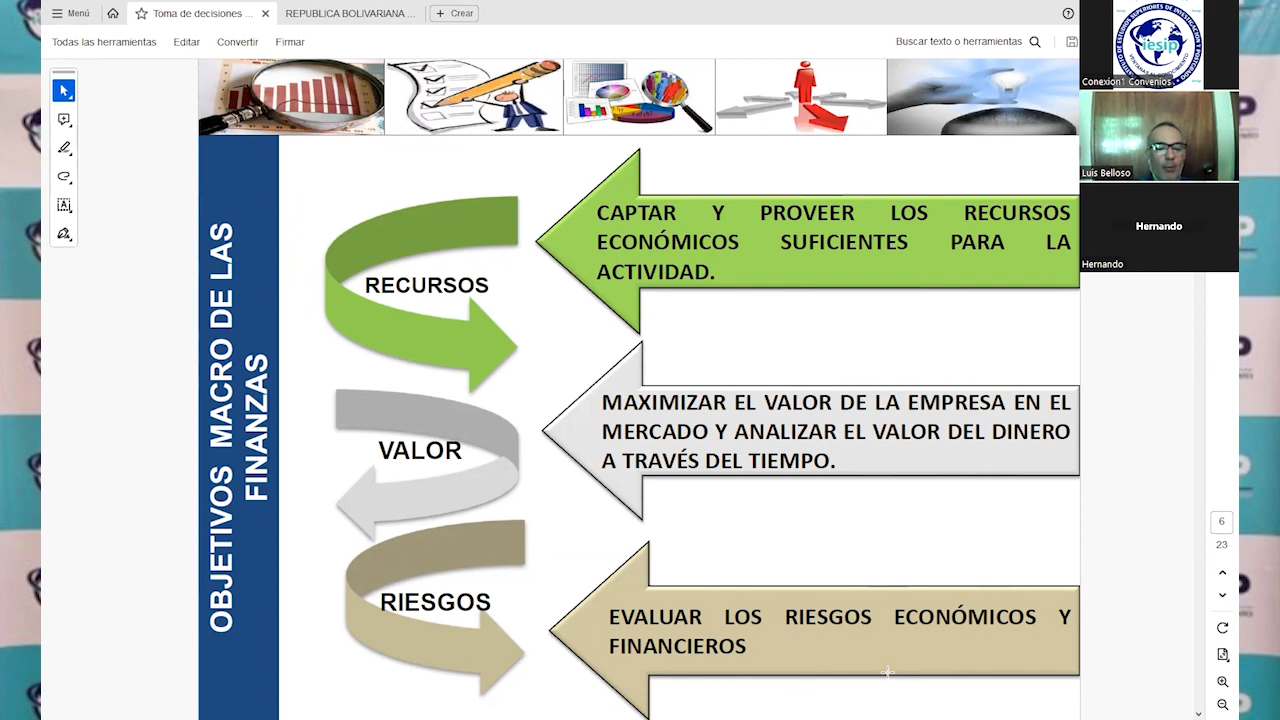 Menú
Toma de decisiones ...
REPUBLICA BOLIVARIANA ...
Crear
Todas las herramientas
Editar
Convertir
Firmar
Buscar texto o herramientas
iesip
Conexion1 Convenios
Luis Belloso
Hernando
Hernando
OBJETIVOS MACRO DE LAS
FINANZAS
RECURSOS
CAPTAR Y PROVEER LOS RECURSOS
ECONÓMICOS SUFICIENTES PARA LA
ACTIVIDAD.
VALOR
MAXIMIZAR EL VALOR DE LA EMPRESA EN EL
MERCADO Y ANALIZAR EL VALOR DEL DINERO
A TRAVÉS DEL TIEMPO.
RIESGOS
EVALUAR LOS RIESGOS ECONÓMICOS Y
FINANCIEROS
6
23